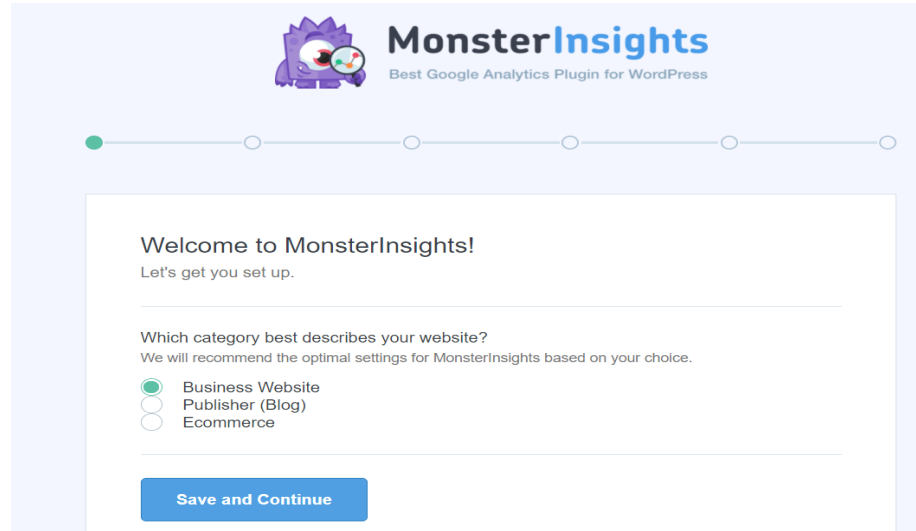 MonsterInsights
Best Google Analytics Plugin for WordPress
Welcome to MonsterInsights!
Let's get you set up.
Which category best describes your website?
We will recommend the optimal settings for MonsterInsights based on your choice.
Business Website
Publisher (Blog)
Ecommerce
Save and Continue